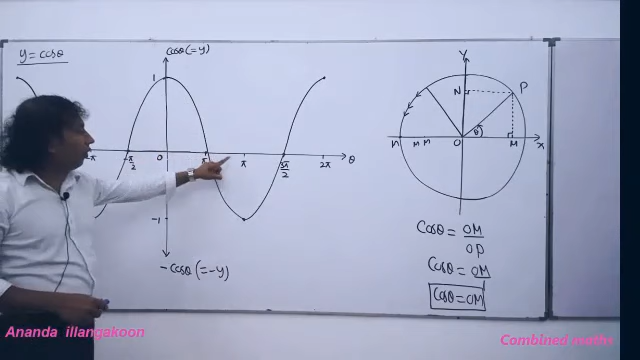 y = cosθ
cosθ(=y)
1
-π/2
0
π
3π/2
2π
θ
-1
-cosθ(=-y)
Y
N
P
θ
M
M
M
O
M
X
Cosθ = OM/OP
Cosθ = OM/1
Cosθ = OM
Ananda illangakoon
Combined maths